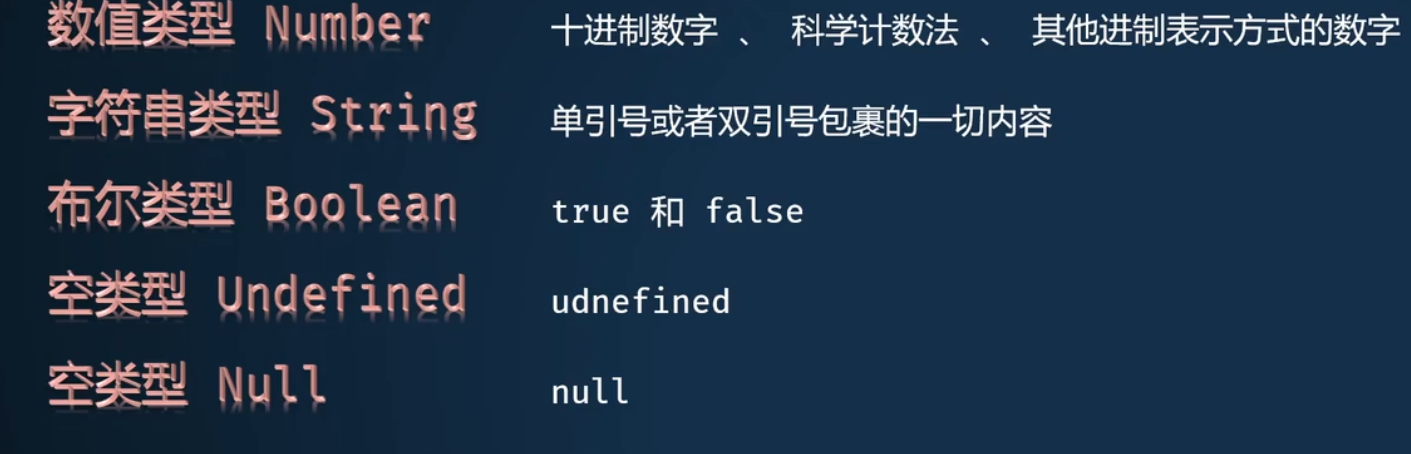 数值类型 Number 十进制数字 、 科学计数法 、 其他进制表示方式的数字
字符串类型 String 单引号或者双引号包裹的一切内容
布尔类型 Boolean true 和 false
空类型 Undefined udnefined
空类型 Null null